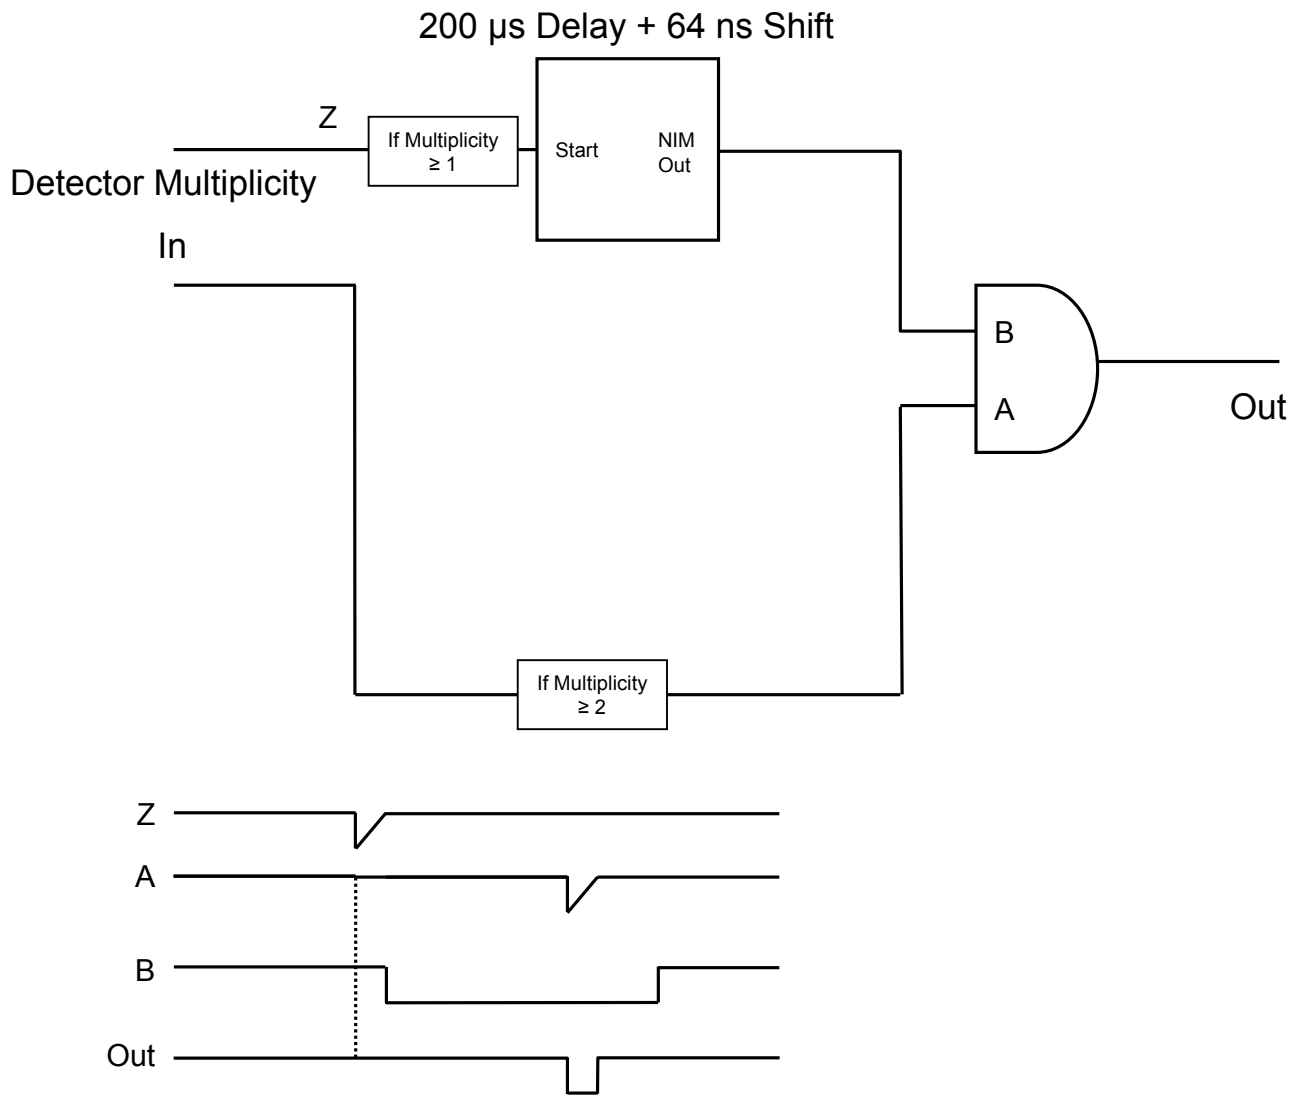 200 µs Delay + 64 ns Shift
Z
If Multiplicity
≥ 1
Start
NIM
Out
Detector Multiplicity
In
B
A
Out
If Multiplicity
≥ 2
Z
A
B
Out